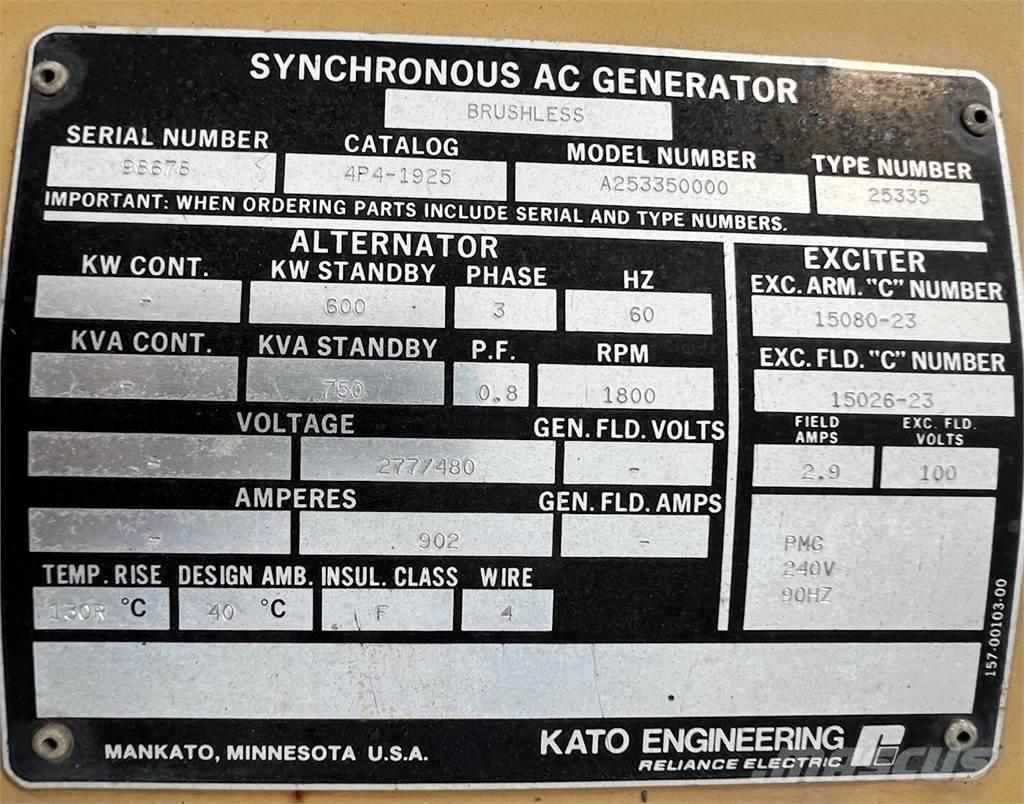 SYNCHRONOUS AC GENERATOR
BRUSHLESS
SERIAL NUMBER CATALOG MODEL NUMBER TYPE NUMBER
98678 4P4-1925 A253350000 25335
IMPORTANT: WHEN ORDERING PARTS INCLUDE SERIAL AND TYPE NUMBERS.
ALTERNATOR
KW CONT. KW STANDBY PHASE HZ
- 600 3 60
KVA CONT. KVA STANDBY P.F. RPM
- 750 0.8 1800
VOLTAGE GEN. FLD. VOLTS
- 277/480 -
AMPERES GEN. FLD. AMPS
- 902 -
TEMP. RISE DESIGN AMB. INSUL. CLASS WIRE
130R °C 40 °C F 4
EXCITER
EXC. ARM. "C" NUMBER
15080-23
EXC. FLD. "C" NUMBER
15026-23
FIELD AMPS EXC. FLD. VOLTS
2.9 100
PMG
240V
90HZ
157-00103-00
MANKATO, MINNESOTA U.S.A.
KATO ENGINEERING
RELIANCE ELECTRIC
MASCUS